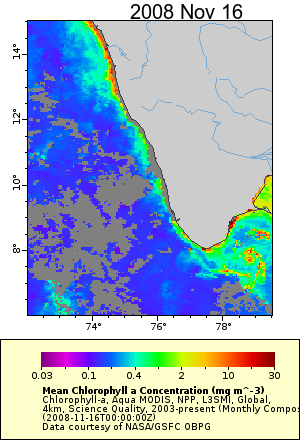 2008 Nov 16
14°
12°
10°
8°
74° 76° 78°
0.03 0.1 0.4 2 10 30
Mean Chlorophyll a Concentration (mg m^-3)
Chlorophyll-a, Aqua MODIS, NPP, L3SMI, Global,
4km, Science Quality, 2003-present (Monthly Compos
(2008-11-16T00:00:00Z)
Data courtesy of NASA/GSFC OBPG